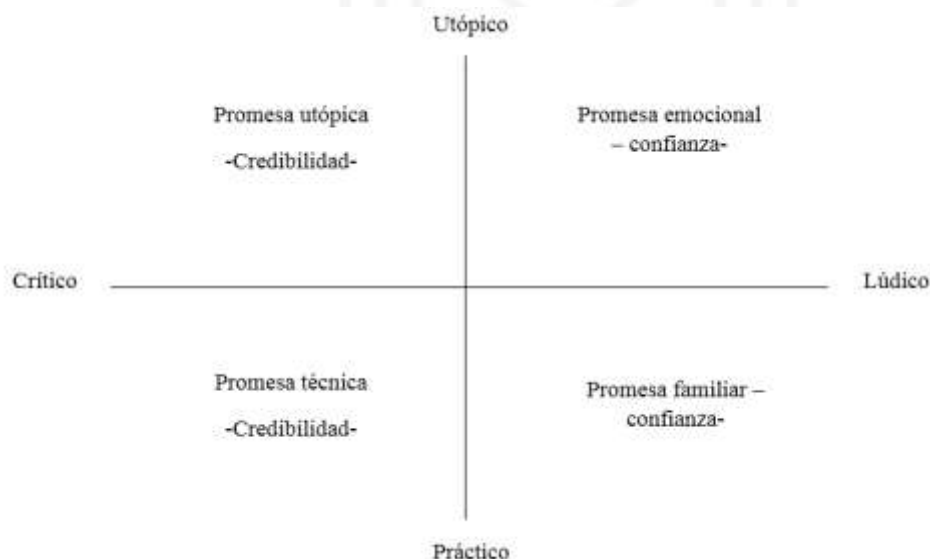 Utópico
Promesa utópica
-Credibilidad-
Promesa emocional
– confianza-
Crítico
Lúdico
Promesa técnica
-Credibilidad-
Promesa familiar –
confianza-
Práctico